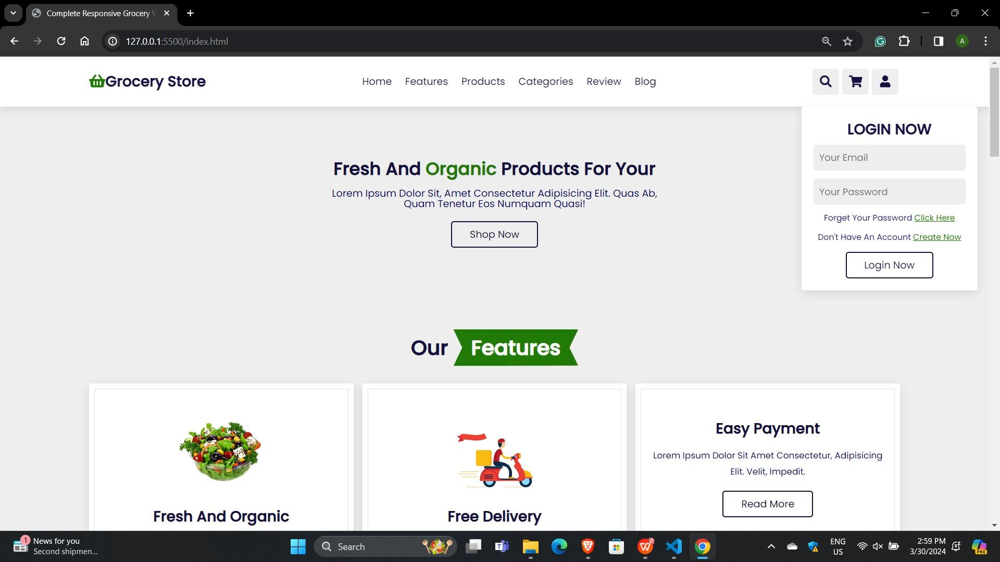 Complete Responsive Grocery
127.0.0.1:5500/index.html
A
Grocery Store
Home Features Products Categories Review Blog
LOGIN NOW
Your Email
Your Password
Forget Your Password Click Here
Don't Have An Account Create Now
Login Now
Fresh And Organic Products For Your
Lorem Ipsum Dolor Sit, Amet Consectetur Adipisicing Elit. Quas Ab,
Quam Tenetur Eos Numquam Quasi!
Shop Now
Our Features
Fresh And Organic
Free Delivery
Easy Payment
Lorem Ipsum Dolor Sit Amet Consectetur, Adipisicing
Elit. Velit, Impedit.
Read More
1
News for you
Second shipmen...
Search
ENG
US
2:59 PM
3/30/2024
PRE